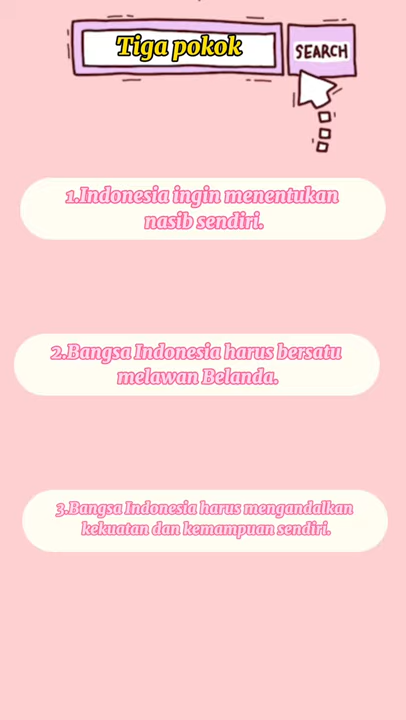 Tiga pokok
SEARCH
1.Indonesia ingin menentukan
nasib sendiri.
2.Bangsa Indonesia harus bersatu
melawan Belanda.
3.Bangsa Indonesia harus mengandalkan
kekuatan dan kemampuan sendiri.